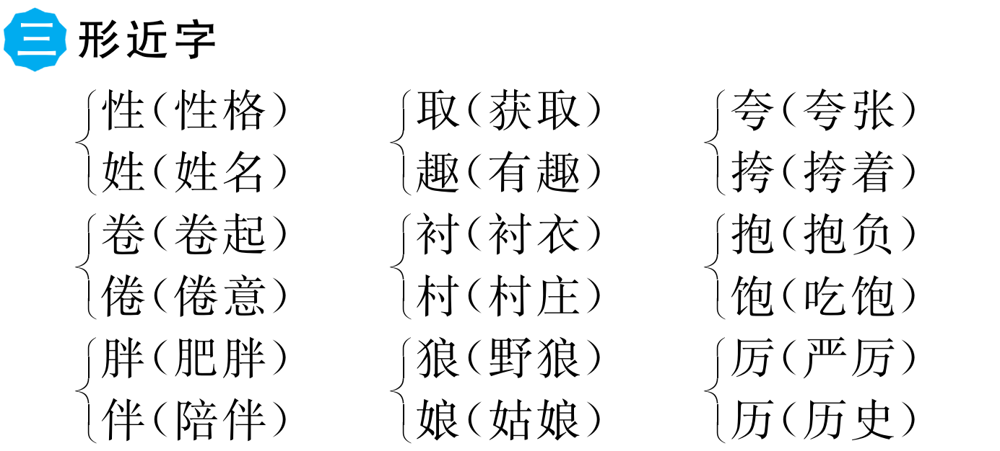 三 形近字
性(性格) 取(获取) 夸(夸张)
姓(姓名) 趣(有趣) 挎(挎着)
卷(卷起) 衬(衬衣) 抱(抱负)
倦(倦意) 村(村庄) 饱(吃饱)
胖(肥胖) 狼(野狼) 厉(严厉)
伴(陪伴) 娘(姑娘) 历(历史)